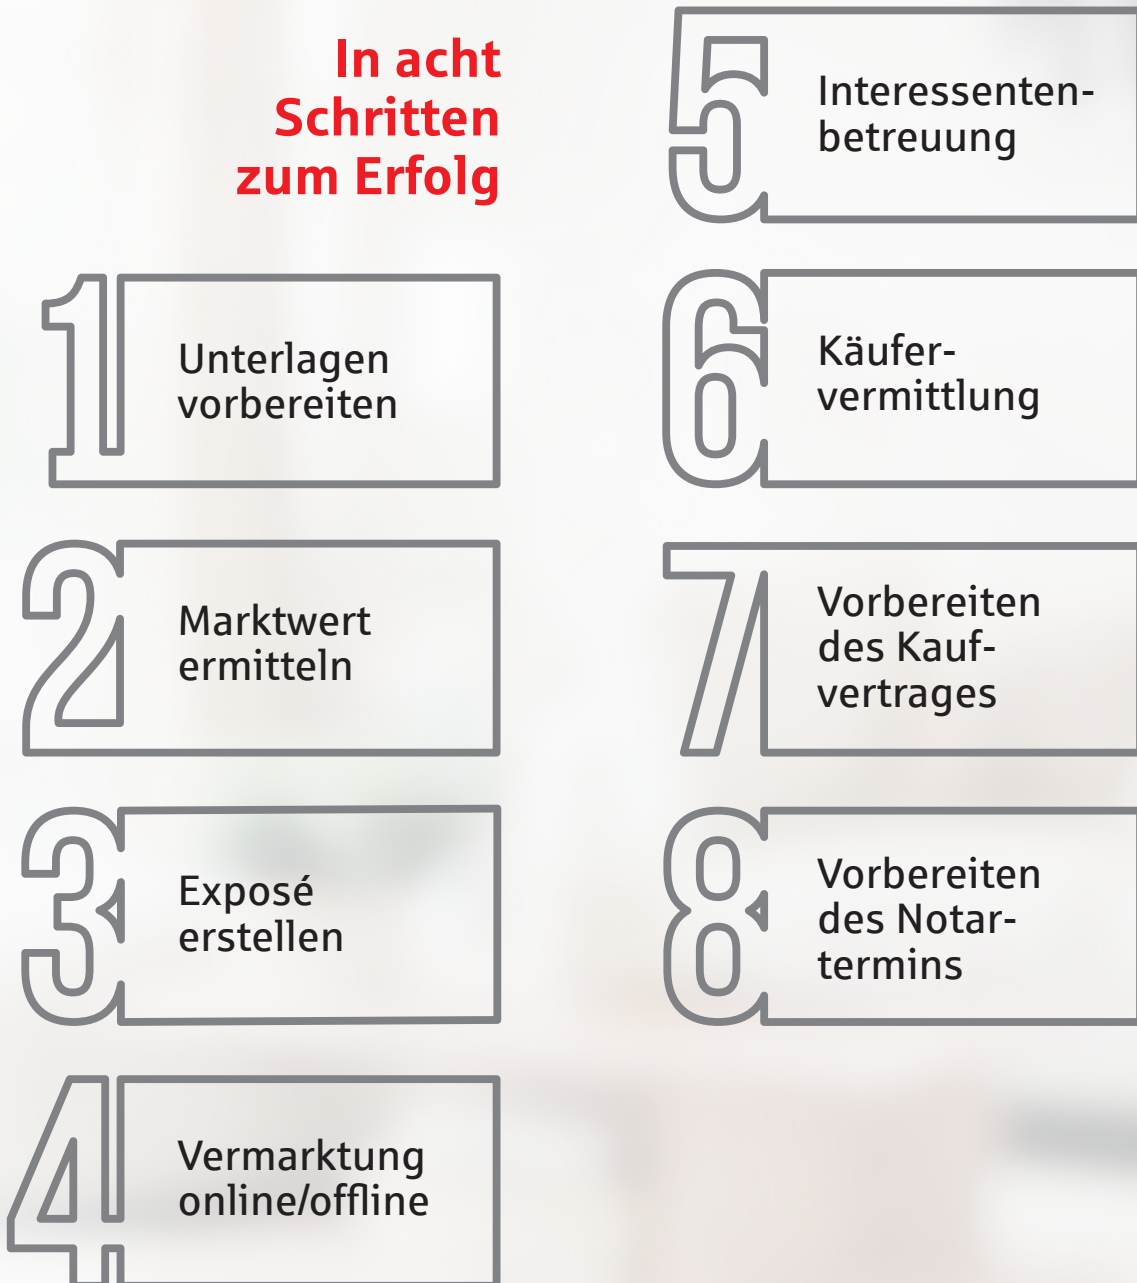 In acht
Schritten
zum Erfolg
1
Unterlagen
vorbereiten
2
Marktwert
ermitteln
3
Exposé
erstellen
4
Vermarktung
online/offline
5
Interessenten-
betreuung
6
Käufer-
vermittlung
7
Vorbereiten
des Kauf-
vertrages
8
Vorbereiten
des Notar-
termins